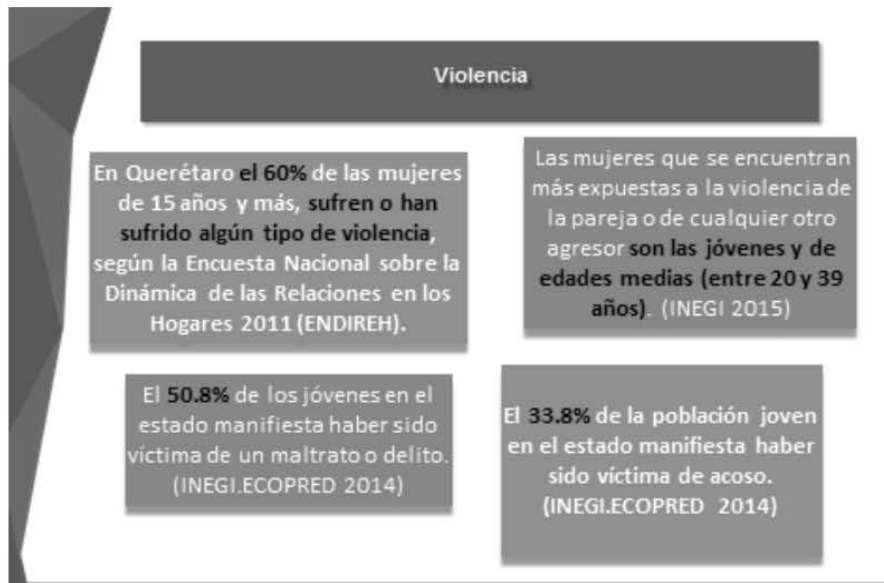 Violencia
En Querétaro el 60% de las mujeres
de 15 años y más, sufren o han
sufrido algún tipo de violencia,
según la Encuesta Nacional sobre la
Dinámica de las Relaciones en los
Hogares 2011 (ENDIREH).
Las mujeres que se encuentran
más expuestas a la violencia de
la pareja o de cualquier otro
agresor son las jóvenes y de
edades medias (entre 20 y 39
años). (INEGI 2015)
El 50.8% de los jóvenes en el
estado manifiesta haber sido
víctima de un maltrato o delito.
(INEGI.ECOPRED 2014)
El 33.8% de la población joven
en el estado manifiesta haber
sido víctima de acoso.
(INEGI.ECOPRED 2014)